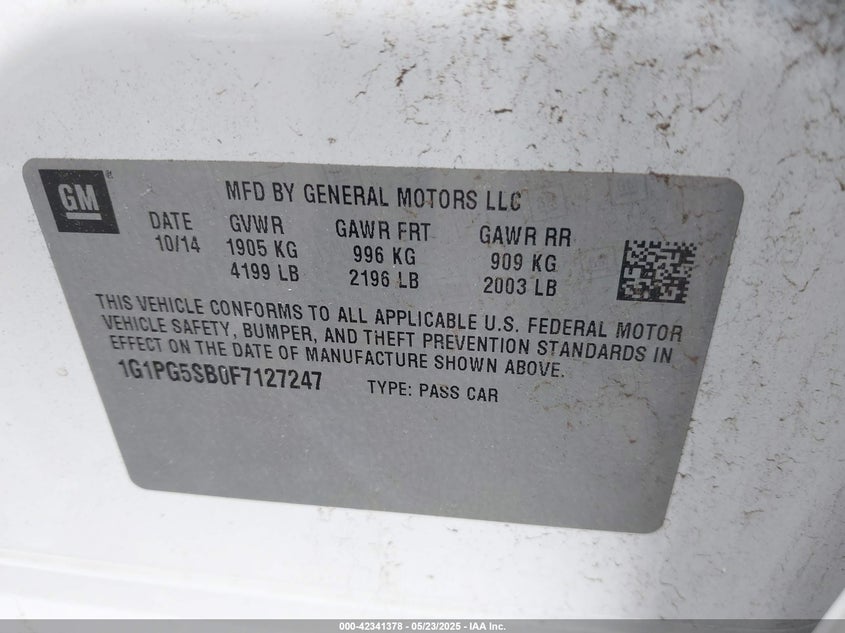 GM®
MFD BY GENERAL MOTORS LLC
DATE GVWR GAWR FRT GAWR RR
10/14 1905 KG 996 KG 909 KG
4199 LB 2196 LB 2003 LB
THIS VEHICLE CONFORMS TO ALL APPLICABLE U.S. FEDERAL MOTOR
VEHICLE SAFETY, BUMPER, AND THEFT PREVENTION STANDARDS IN
EFFECT ON THE DATE OF MANUFACTURE SHOWN ABOVE.
1G1PG5SB0F7127247 TYPE: PASS CAR
000-42341378 - 05/23/2025 - IAA Inc.